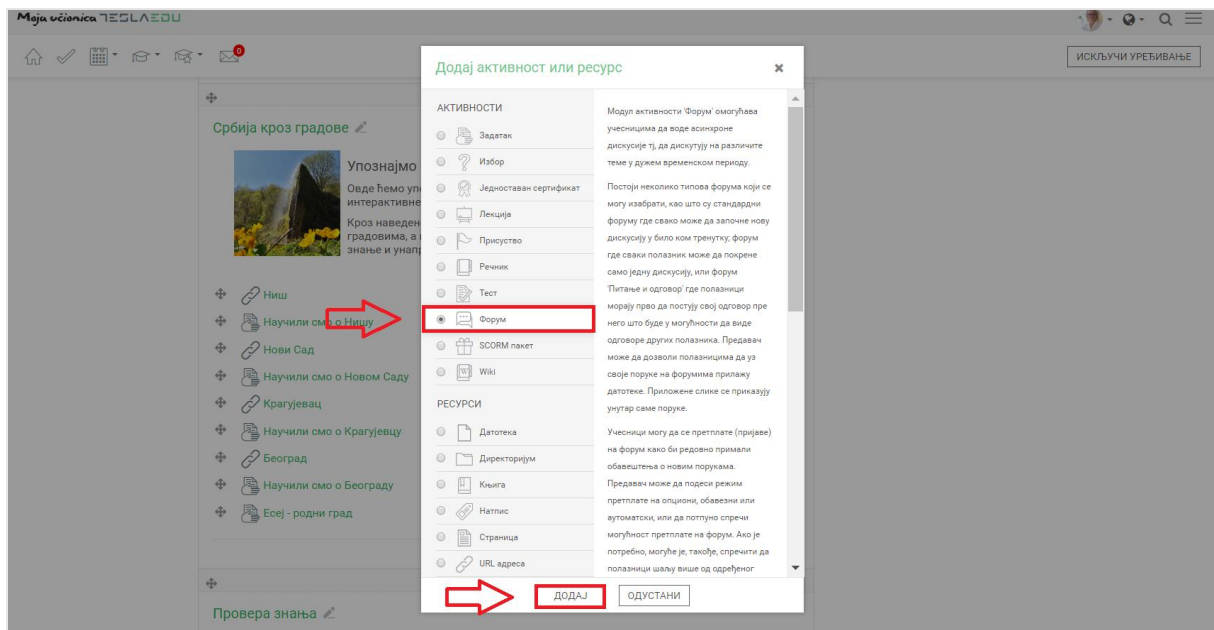 Moja učionica TESLAEDU
0
ИСКЉУЧИ УРЕЂИВАЊЕ
Србија кроз градове
Упознајмо
Овде ћемо
интерактивне
Кроз наведен
градовима, а
знање и
Ниш
Научили смо о Нишу
Нови Сад
Научили смо о Новом Саду
Крагујевац
Научили смо о Крагујевцу
Београд
Научили смо о Београду
Есеј - родни град
Провера знања
Додај активност или ресурс
АКТИВНОСТИ
Задатак
Избор
Једноставан сертификат
Лекција
Присуство
Речник
Тест
Форум
SCORM пакет
Wiki
РЕСУРСИ
Датотека
Директоријум
Књига
Натпис
Страница
URL адреса
Модул активности 'Форум' омогућава
учесницима да воде асинхроне
дискусије тј, да дискутују на различите
теме у дужем временском периоду.
Постоји неколико типова форума који се
могу изабрати, као што су стандардни
форуму где свако може да започне нову
дискусију у било ком тренутку; форум
где сваки полазник може да покрене
само једну дискусију, или форум
'Питање и одговор' где полазници
морају прво да постују свој одговор пре
него што буде у могућности да виде
одговоре других полазника. Предавач
може да дозволи полазницима да уз
своје поруке на форумима прилажу
датотеке. Приложене слике се приказују
унутар саме поруке.
Учесници могу да се претплате (пријаве)
на форум како би редовно примали
обавештења о новим порукама.
Предавач може да подеси режим
претплате на опциони, обавезни или
аутоматски, или да потпуно спречи
могућност претплате на форум. Ако је
потребно, могуће је, такође, спречити да
полазници шаљу више од одређеног
ДОДАЈ
ОДУСТАНИ